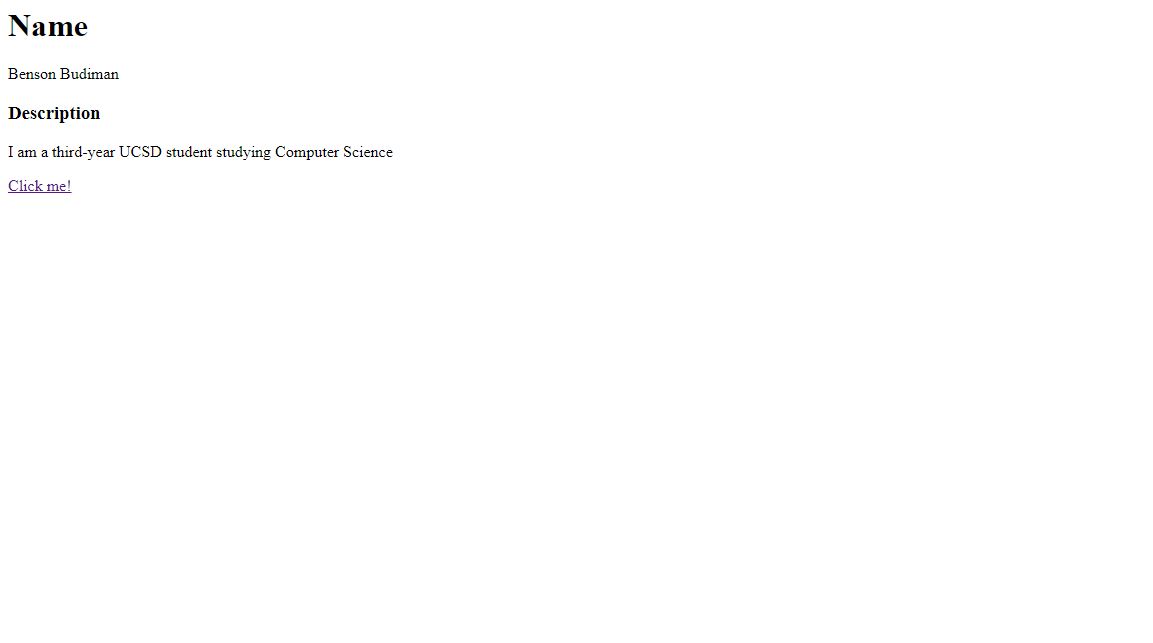 Name
Benson Budiman
Description
I am a third-year UCSD student studying Computer Science
Click me!